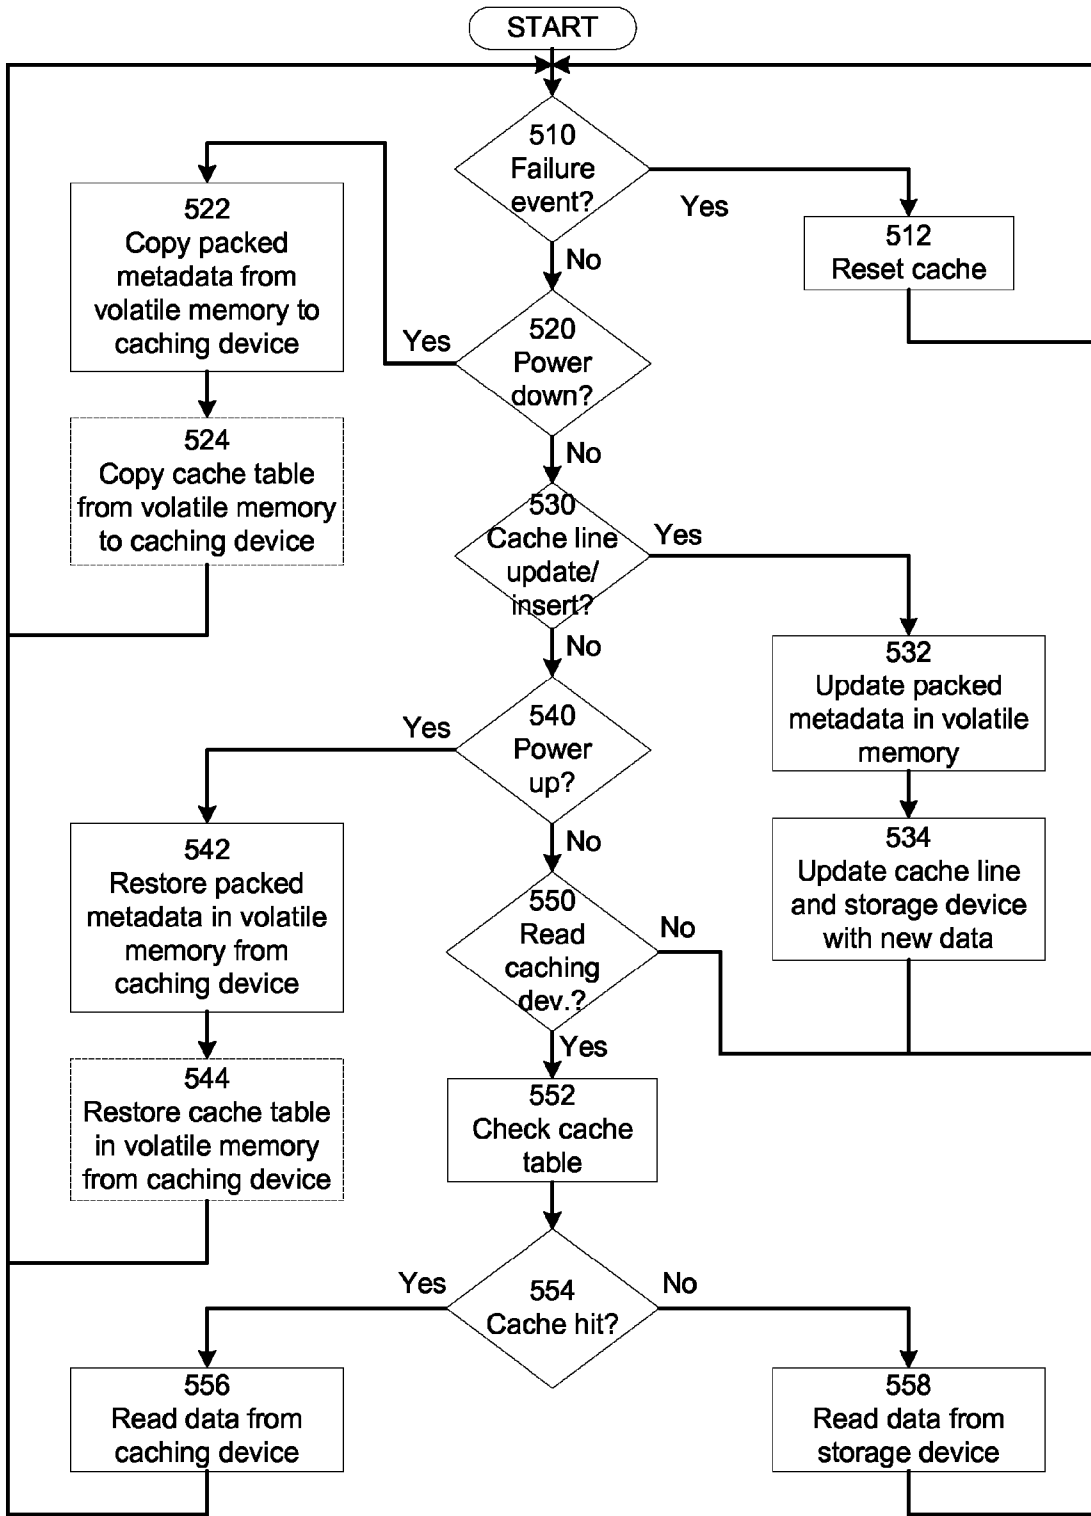 START
510
Failure
event?
Yes
No
512
Reset cache
522
Copy packed
metadata from
volatile memory to
caching device
Yes
520
Power
down?
No
524
Copy cache table
from volatile memory
to caching device
530
Cache line
update/
insert?
Yes
No
532
Update packed
metadata in volatile
memory
540
Power
up?
Yes
No
534
Update cache line
and storage device
with new data
542
Restore packed
metadata in volatile
memory from
caching device
550
Read
caching
dev.?
No
Yes
544
Restore cache table
in volatile memory
from caching device
552
Check cache
table
554
Cache hit?
Yes
No
556
Read data from
caching device
558
Read data from
storage device